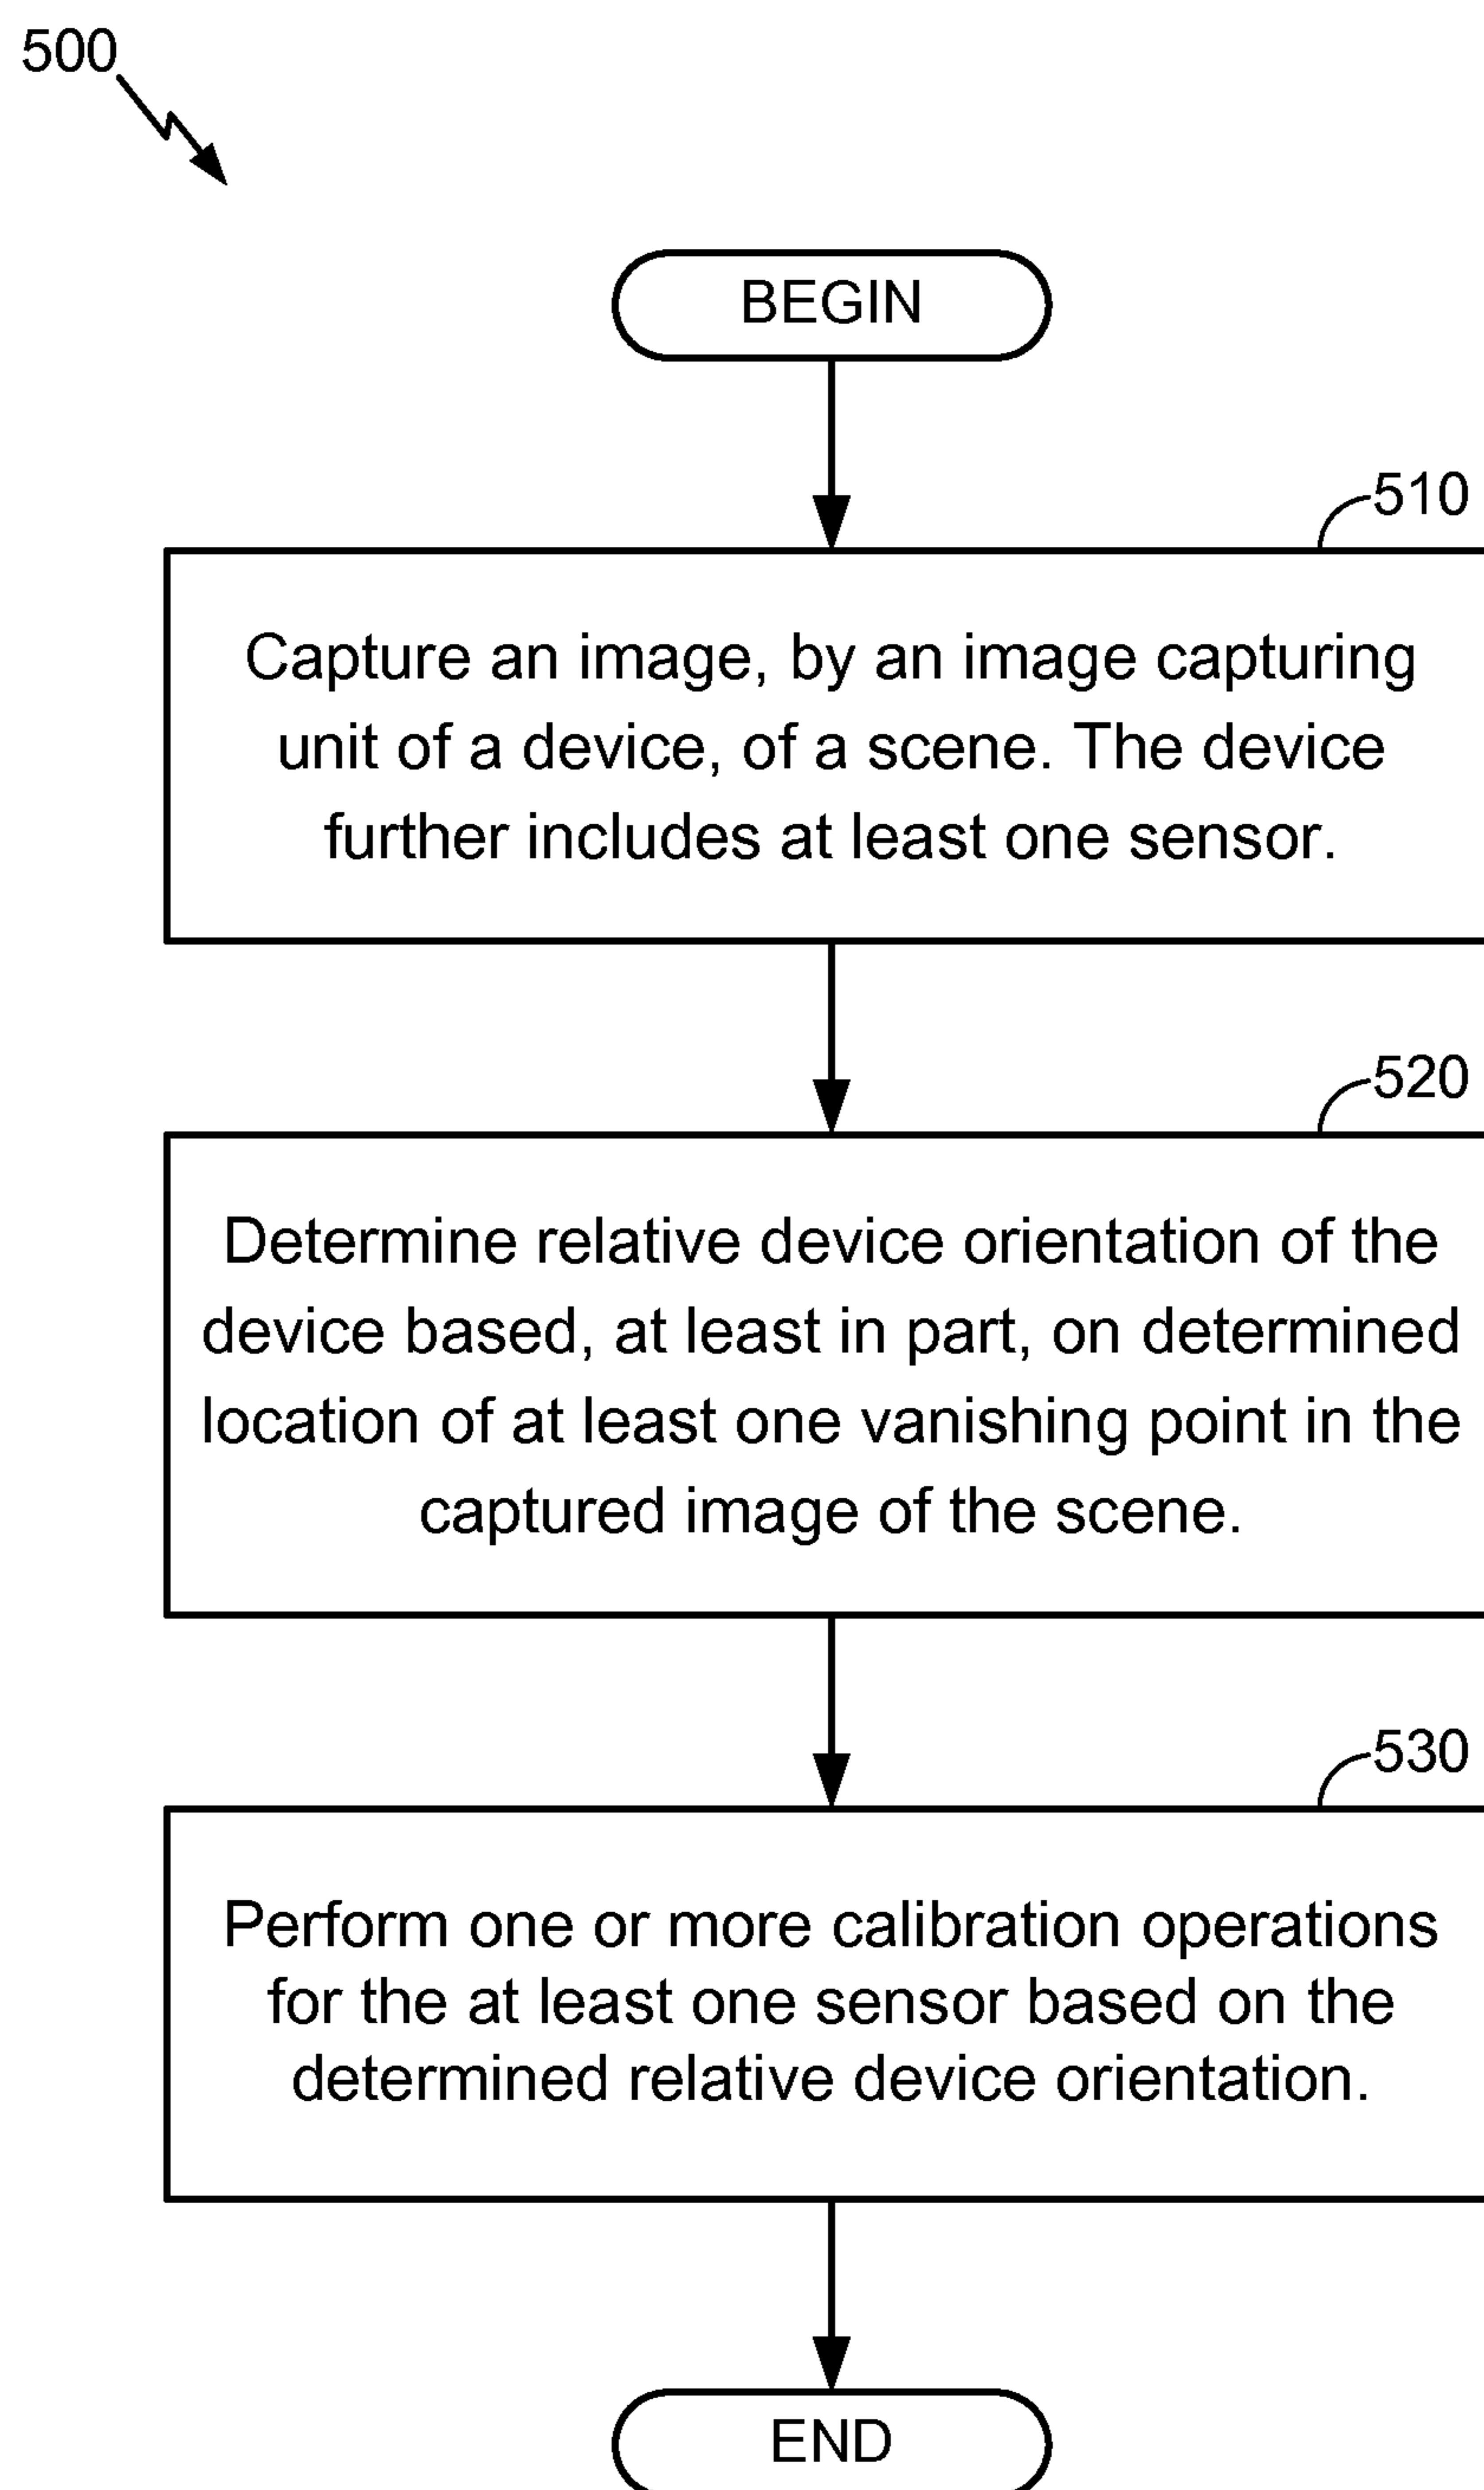 500
BEGIN
510
Capture an image, by an image capturing
unit of a device, of a scene. The device
further includes at least one sensor.
520
Determine relative device orientation of the
device based, at least in part, on determined
location of at least one vanishing point in the
captured image of the scene.
530
Perform one or more calibration operations
for the at least one sensor based on the
determined relative device orientation.
END